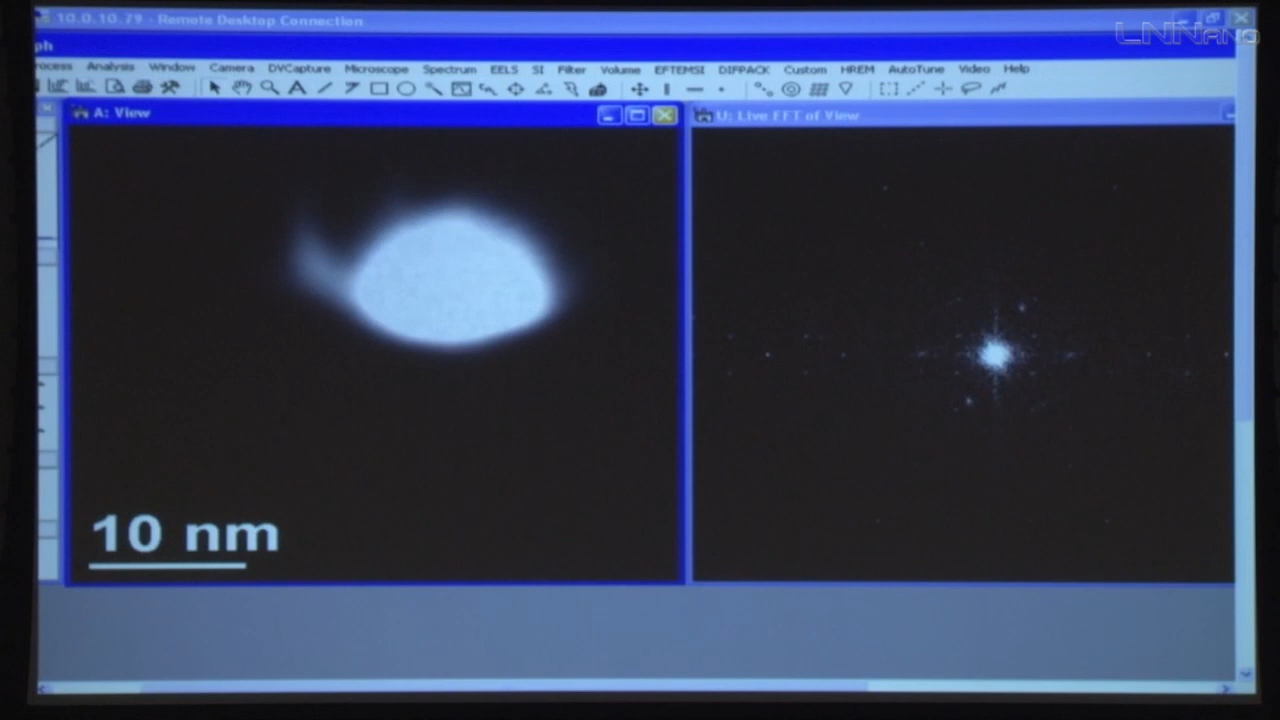 10.0.10.79 - Remote Desktop Connection
LNNano
ph
rocess Analysis Window Camera DVCapture Microscope Spectrum EELS SI Filter Volume EFTEMSI DIFPACK Custom HREM AutoTune Video Help
A: View
U: Live FFT of View
10 nm